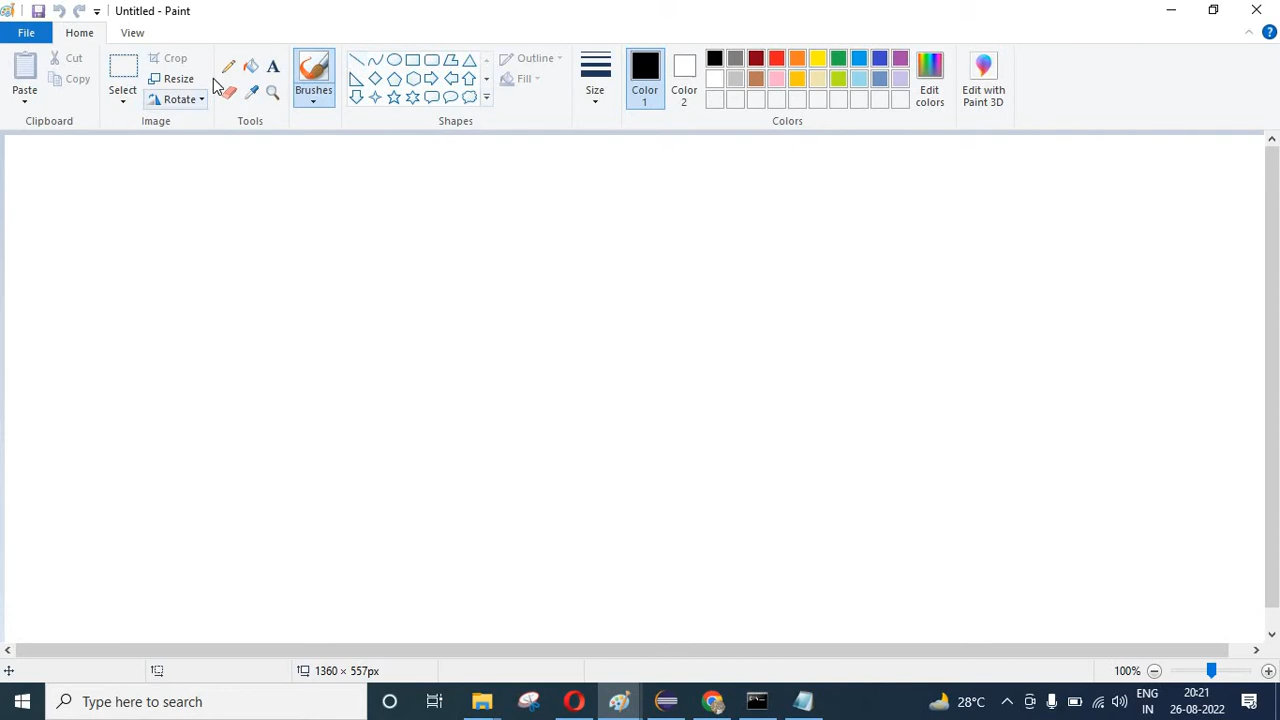 Untitled - Paint
File Home View
Paste
Cut
Copy
Clipboard
Select
Crop
Resize
Rotate
Image
A
Tools
Brushes
Shapes
Outline
Fill
Size
Color 1
Color 2
Colors
Edit colors
Edit with Paint 3D
1360 × 557px
100%
Type here to search
28°C
ENG
IN
20:21
26-08-2022